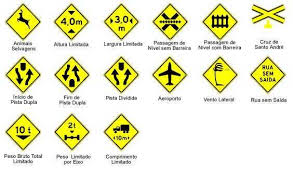 4,0m
3,0
m
Animais
Selvagens
Altura Limitada
Largura Limitada
Passagem de
Nível sem Barreira
Passagem de
Nível com Barreira
Cruz de
Santo André
RUA
SEM
SAÍDA
Início de
Pista Dupla
Fim de
Pista Dupla
Pista Dividida
Aeroporto
Vento Lateral
Rua sem Saída
10 t
2t
10m
Peso Bruto Total
Limitado
Peso Limitado
por Eixo
Comprimento
Limitado